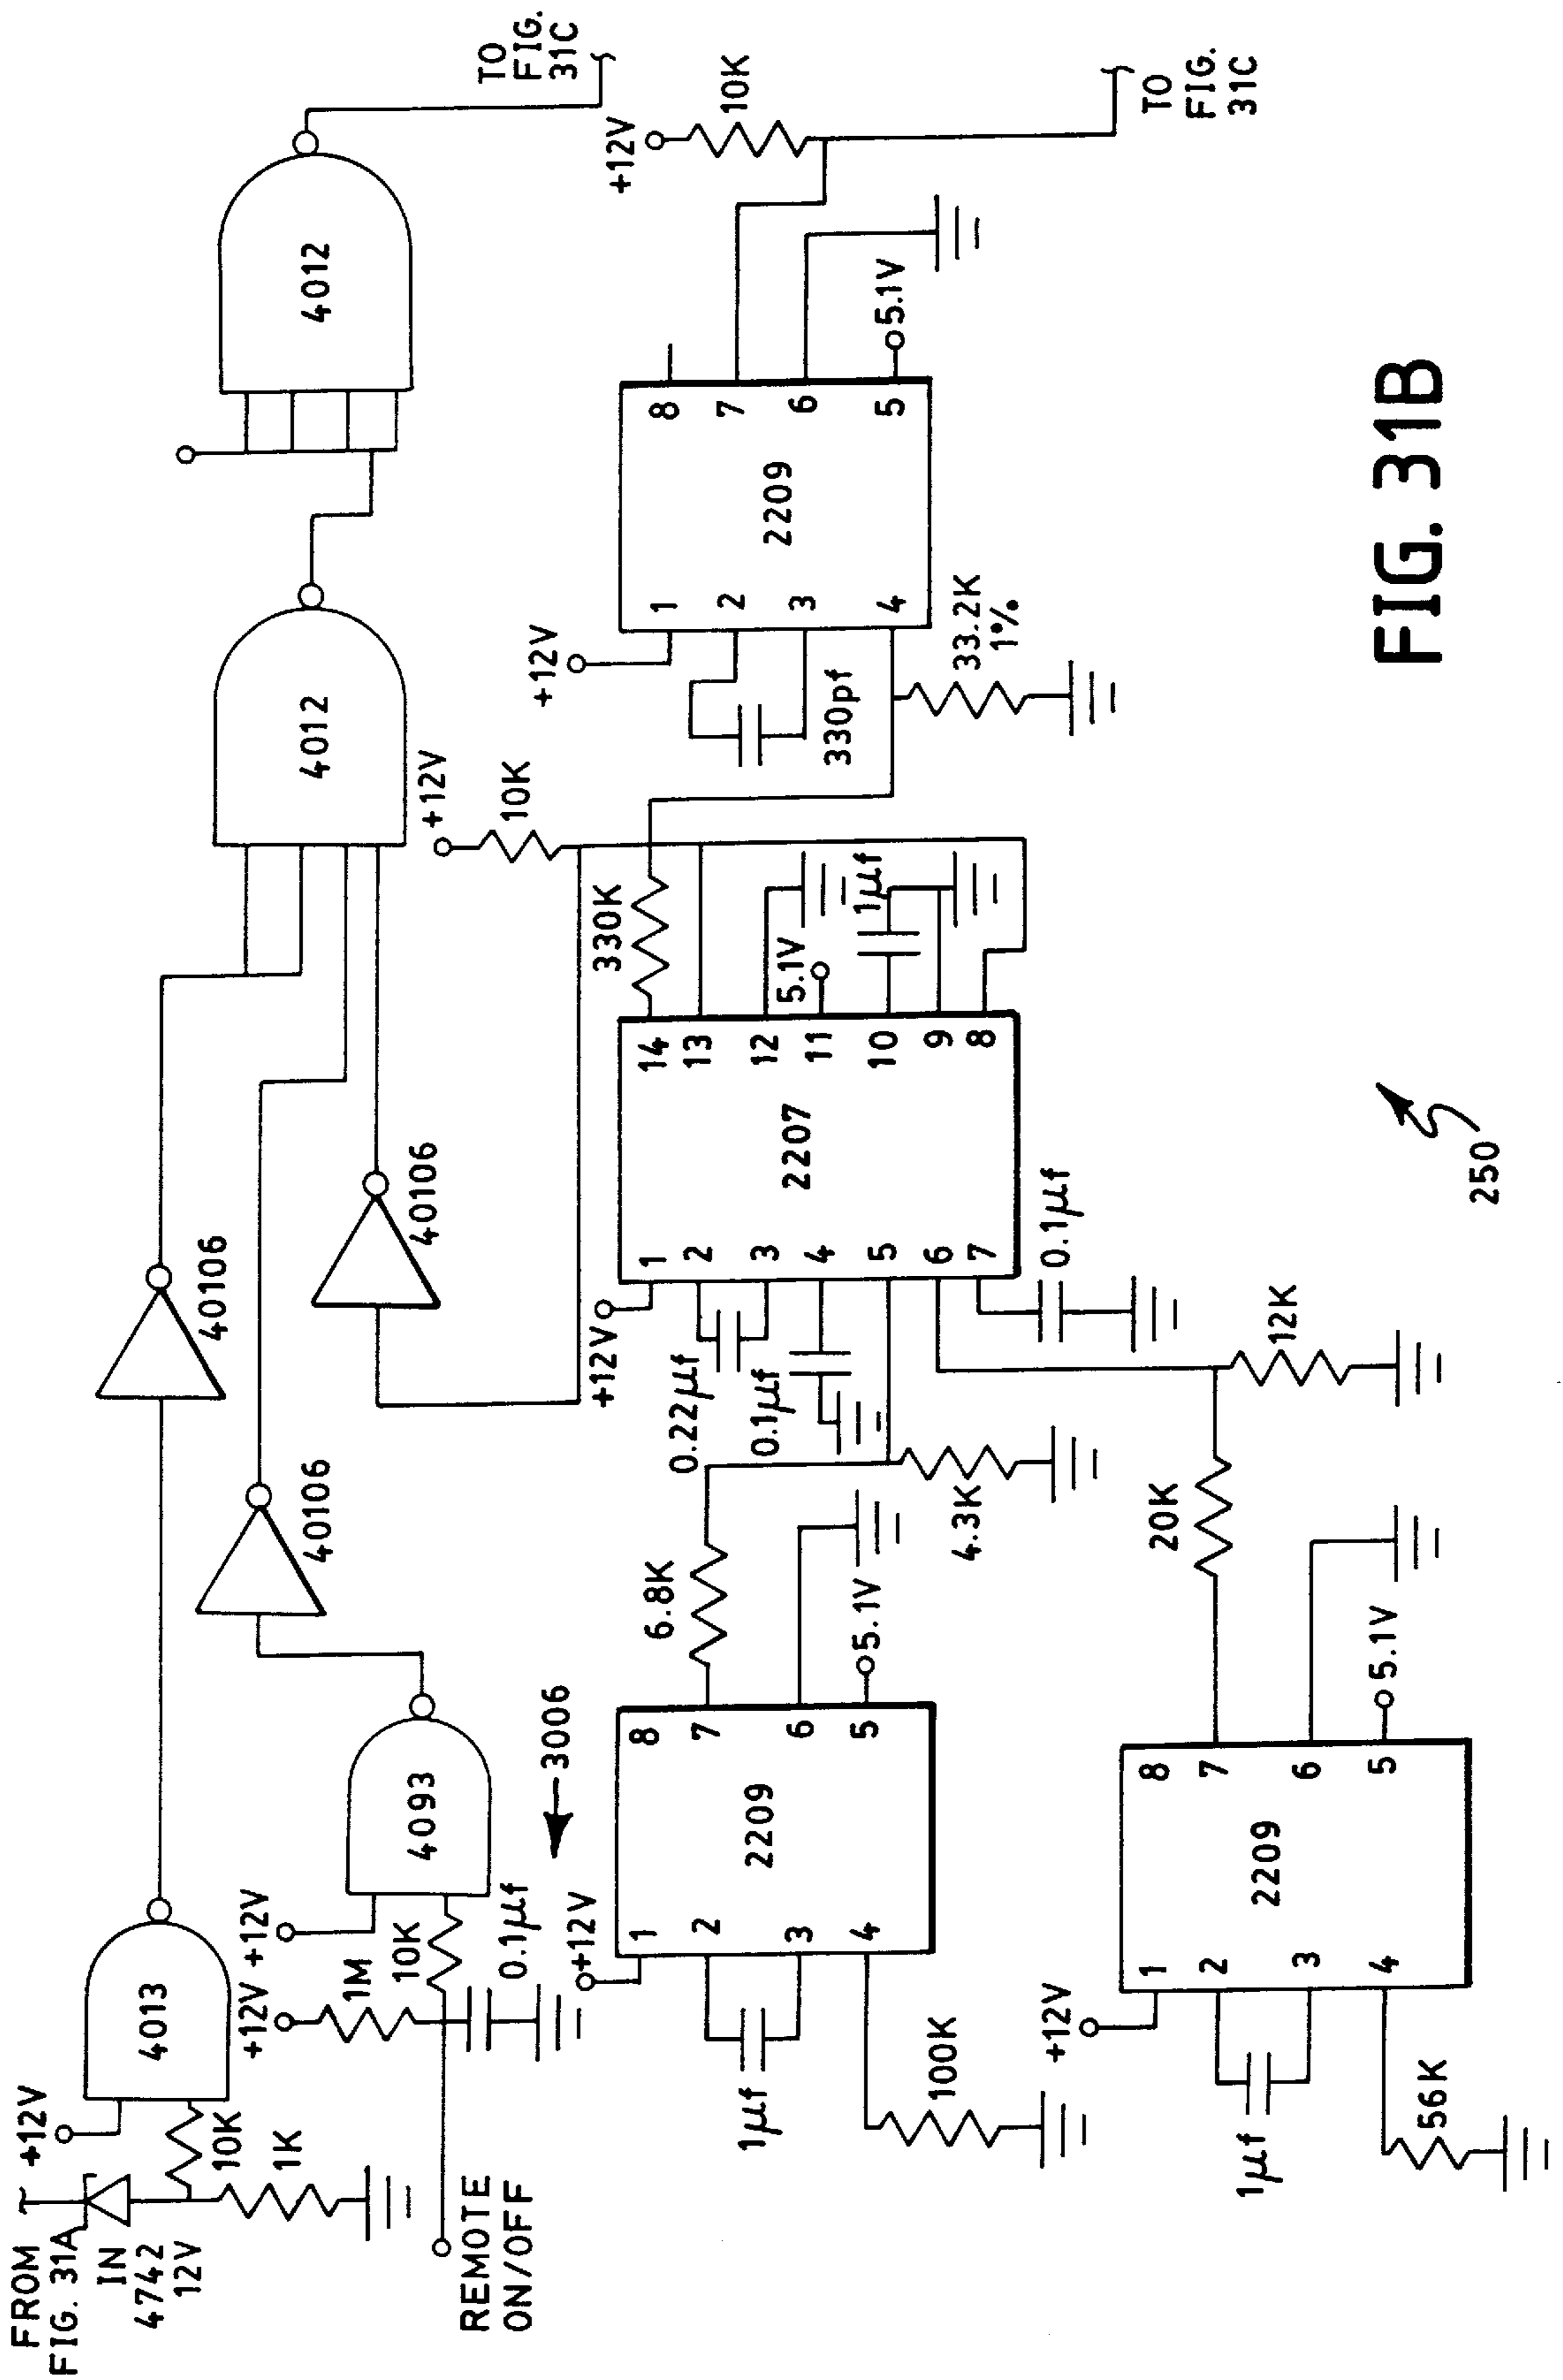 FROM
FIG. 31A
IN
4742
12V
+12V
10K
1K
4013
40106
4012
4012
TO
FIG.
31C
REMOTE
ON/OFF
+12V
1M
+12V
10K
0.1µf
4093
40106
40106
+12V
10K
3006
+12V
1
2
3
4
2209
8
7
6
5
1µf
100K
5.1V
6.8K
4.3K
+12V
0.22µf
0.1µf
1
2
3
4
5
6
7
2207
14
13
12
11
10
9
8
0.1µf
330K
5.1V
1µf
+12V
330pf
33.2K
1%
1
2
3
4
2209
8
7
6
5
5.1V
+12V
10K
TO
FIG.
31C
+12V
1
2
3
4
2209
8
7
6
5
1µf
56K
5.1V
20K
12K
250
FIG. 31B